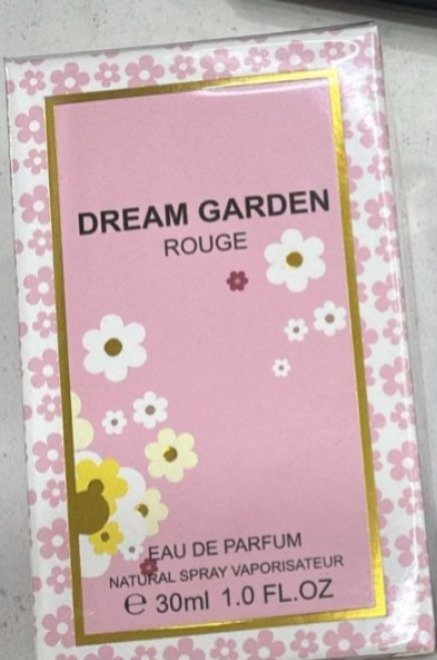 DREAM GARDEN
ROUGE
EAU DE PARFUM
NATURAL SPRAY VAPORISATEUR
℮ 30ml 1.0 FL.OZ